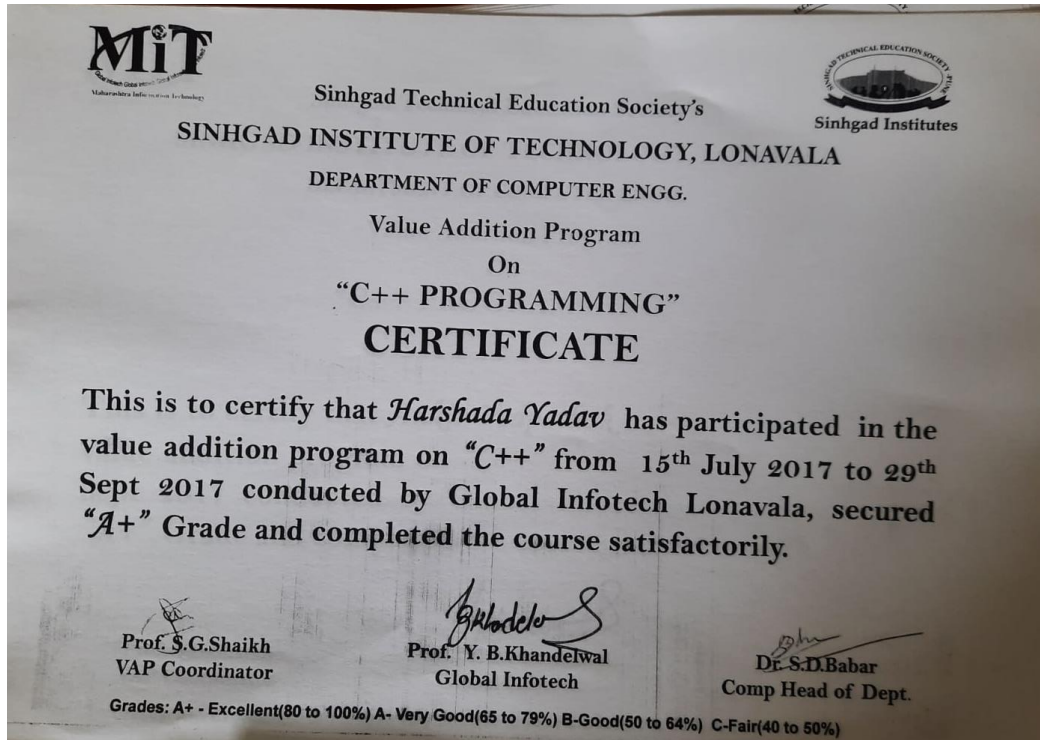 MiT
Maharashtra Information Technology
SINHGAD TECHNICAL EDUCATION SOCIETY
Sinhgad Institutes
Sinhgad Technical Education Society's
SINHGAD INSTITUTE OF TECHNOLOGY, LONAVALA
DEPARTMENT OF COMPUTER ENGG.
Value Addition Program
On
“C++ PROGRAMMING”
CERTIFICATE
This is to certify that Harshada Yadav has participated in the
value addition program on “C++” from 15th July 2017 to 29th
Sept 2017 conducted by Global Infotech Lonavala, secured
“A+” Grade and completed the course satisfactorily.
Prof. S.G.Shaikh
VAP Coordinator
Prof. Y. B.Khandelwal
Global Infotech
Dr. S.D.Babar
Comp Head of Dept.
Grades: A+ - Excellent(80 to 100%) A- Very Good(65 to 79%) B-Good(50 to 64%) C-Fair(40 to 50%)